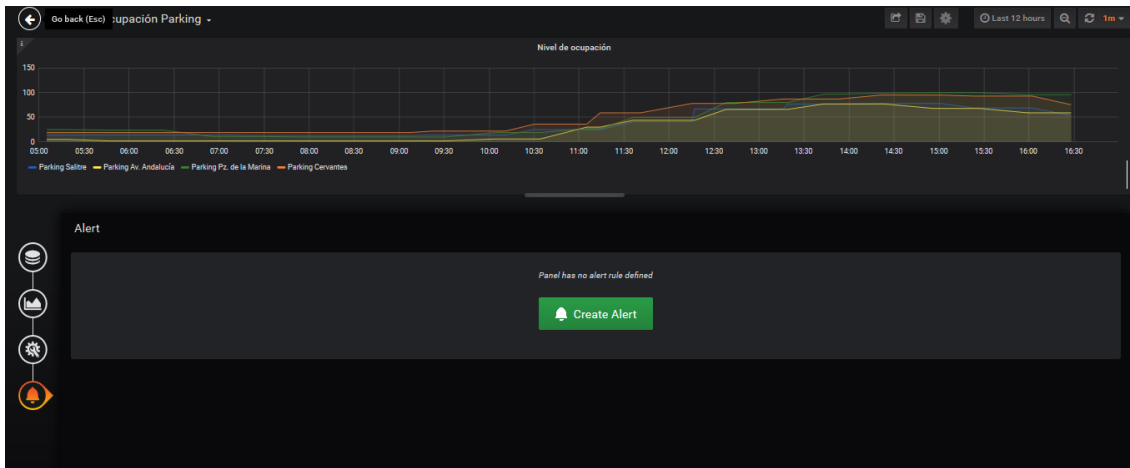 Go back (Esc) cupación Parking
Last 12 hours 1m
i
Nivel de ocupación
150
100
50
0
05:00 05:30 06:00 06:30 07:00 07:30 08:00 08:30 09:00 09:30 10:00 10:30 11:00 11:30 12:00 12:30 13:00 13:30 14:00 14:30 15:00 15:30 16:00 16:30
Parking Salitre Parking Av. Andalucía Parking Pz. de la Marina Parking Cervantes
Alert
Panel has no alert rule defined
Create Alert